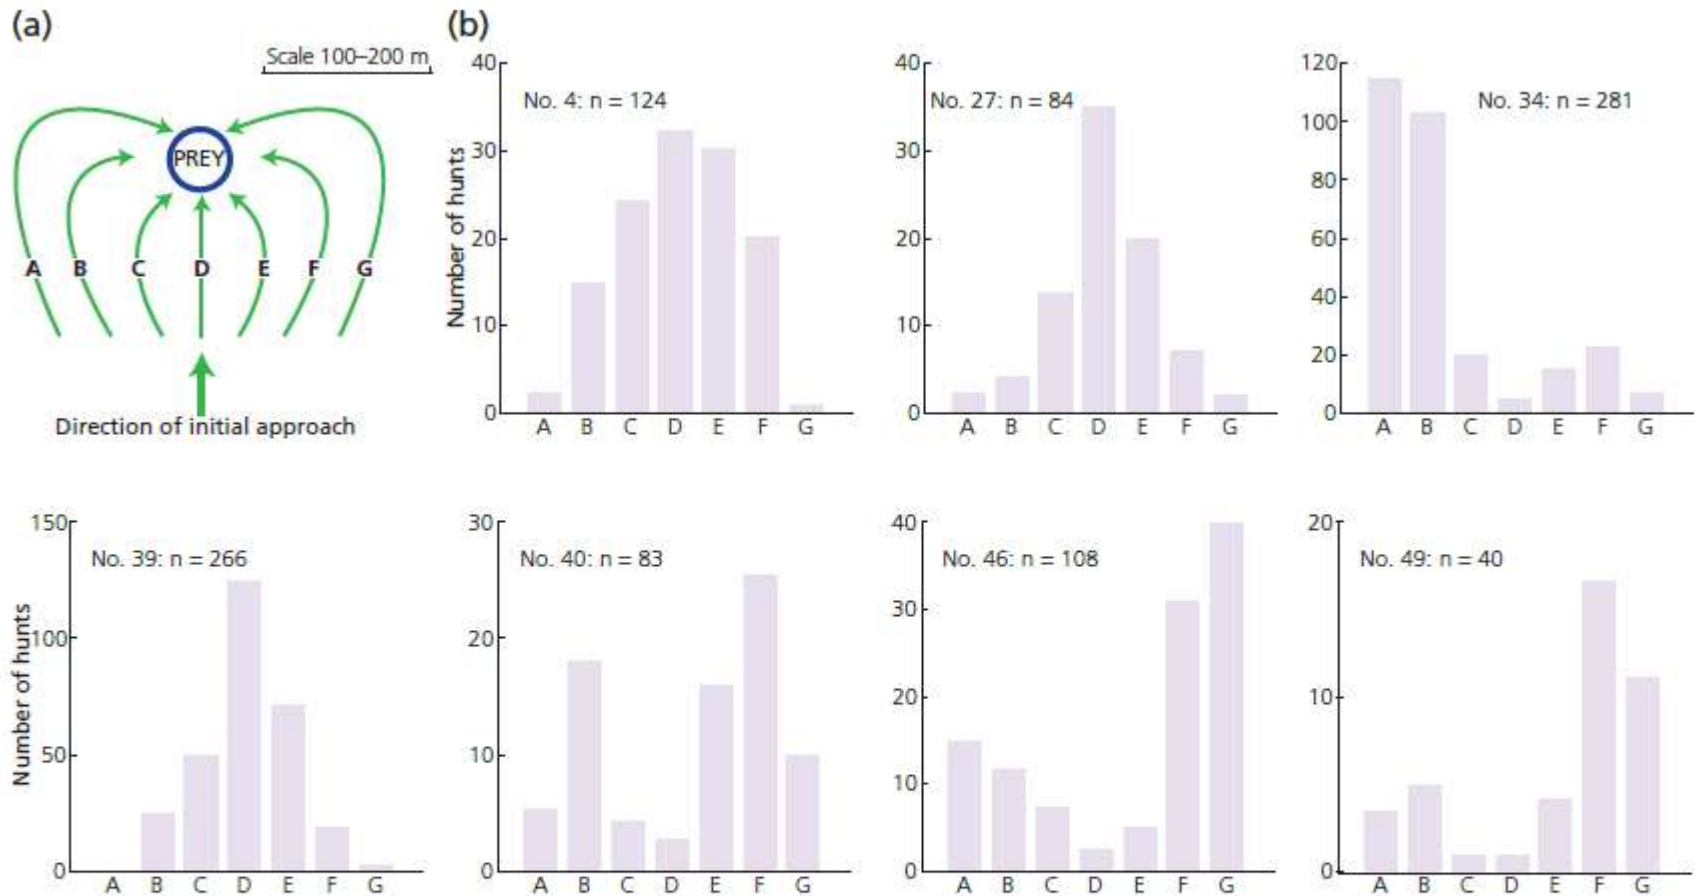 (a)
Scale 100–200 m
PREY
A B C D E F G
Direction of initial approach
(b)
Number of hunts
40
30
20
10
0
No. 4: n = 124
A B C D E F G
40
30
20
10
0
No. 27: n = 84
A B C D E F G
120
100
80
60
40
20
0
No. 34: n = 281
A B C D E F G
Number of hunts
150
100
50
0
No. 39: n = 266
A B C D E F G
30
20
10
0
No. 40: n = 83
A B C D E F G
40
30
20
10
0
No. 46: n = 108
A B C D E F G
20
10
0
No. 49: n = 40
A B C D E F G